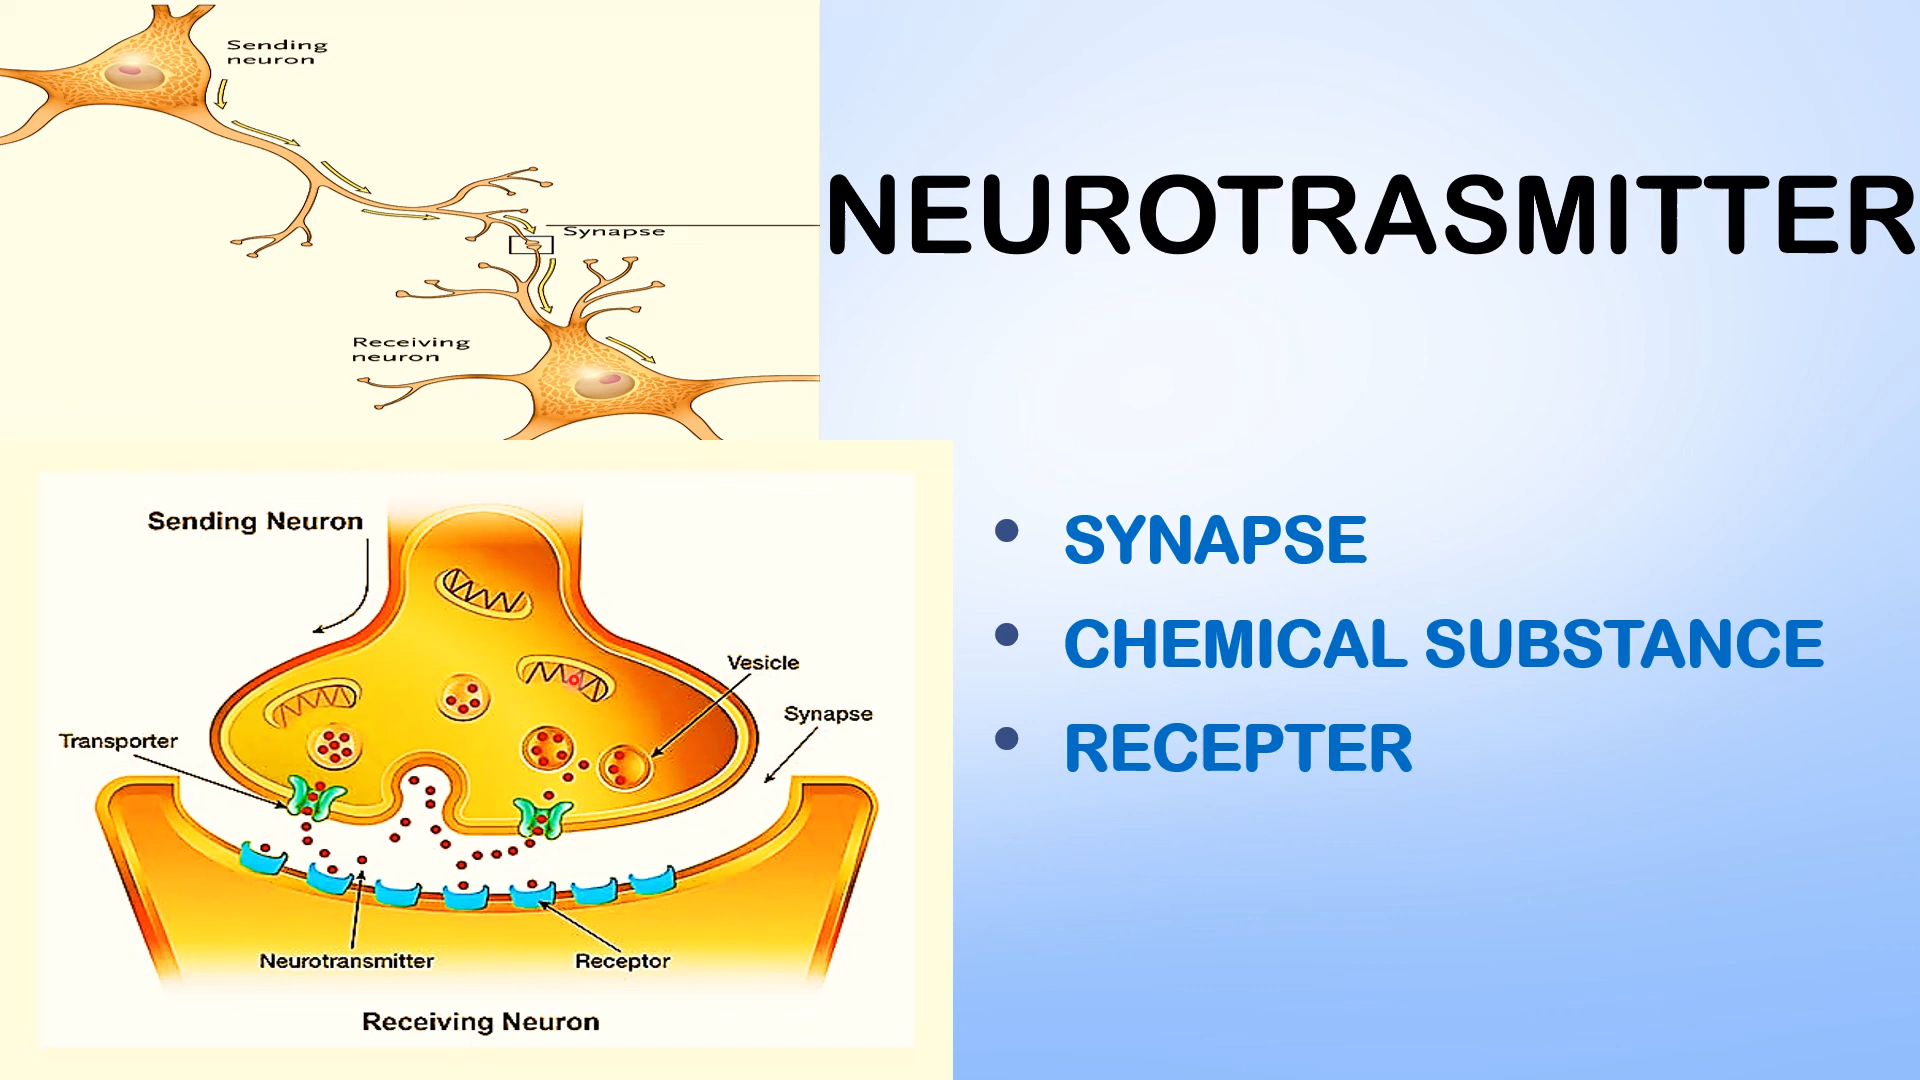 Sending
neuron
Synapse
Receiving
neuron
NEUROTRASMITTER
Sending Neuron
Vesicle
Synapse
Transporter
Neurotransmitter
Receptor
Receiving Neuron
• SYNAPSE
• CHEMICAL SUBSTANCE
• RECEPTER